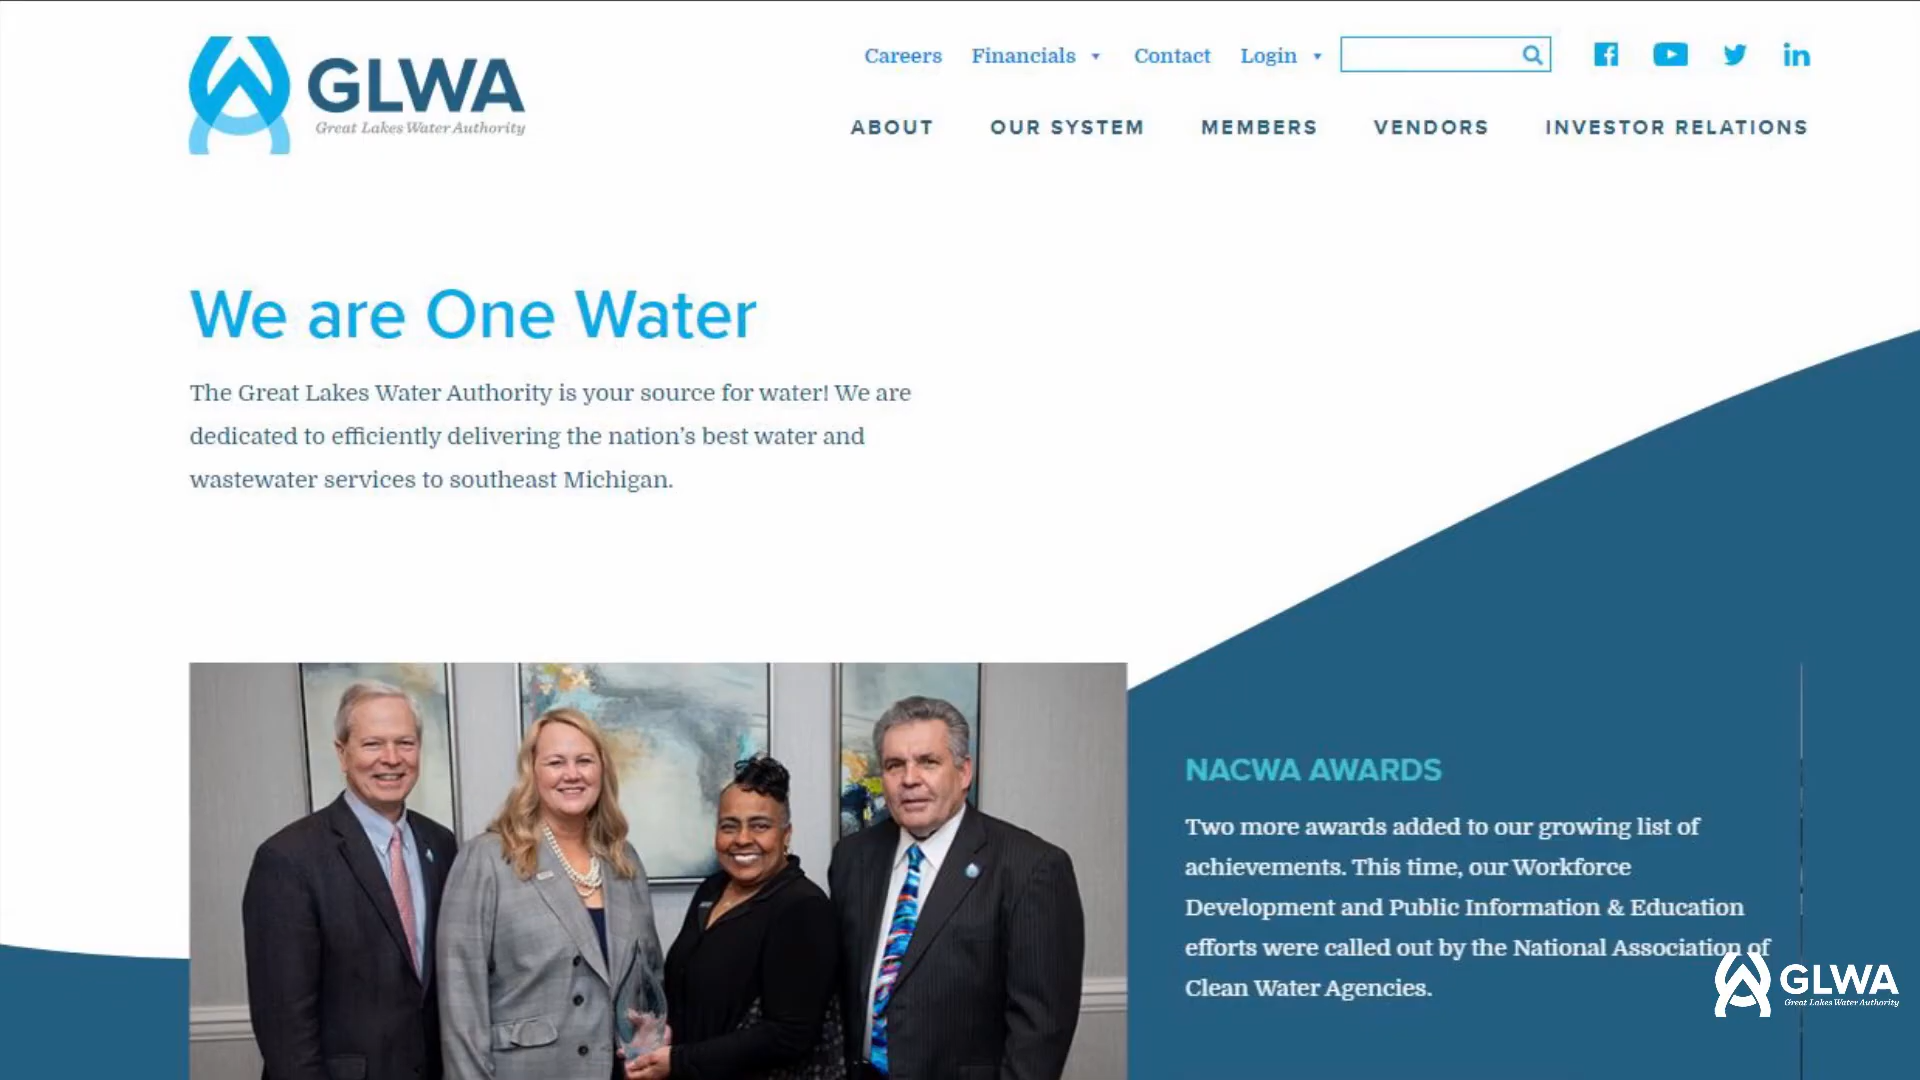 GLWA
Great Lakes Water Authority
Careers Financials Contact Login
ABOUT OUR SYSTEM MEMBERS VENDORS INVESTOR RELATIONS
We are One Water
The Great Lakes Water Authority is your source for water! We are
dedicated to efficiently delivering the nation's best water and
wastewater services to southeast Michigan.
NACWA AWARDS
Two more awards added to our growing list of
achievements. This time, our Workforce
Development and Public Information & Education
efforts were called out by the National Association of
Clean Water Agencies.
GLWA
Great Lakes Water Authority